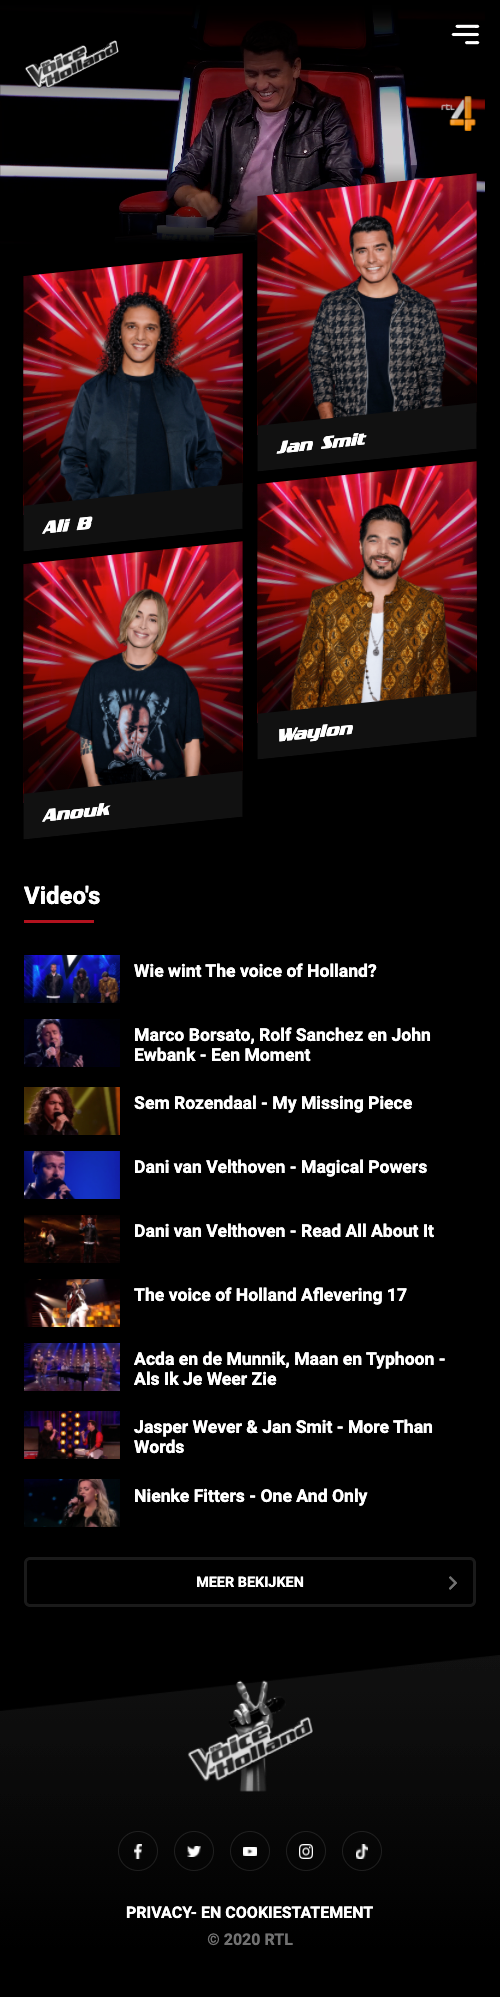 The Voice
of Holland
rtl 4
Jan Smit
Ali B
Waylon
Anouk
Video's
Wie wint The voice of Holland?
Marco Borsato, Rolf Sanchez en John
Ewbank - Een Moment
Sem Rozendaal - My Missing Piece
Dani van Velthoven - Magical Powers
Dani van Velthoven - Read All About It
The voice of Holland Aflevering 17
Acda en de Munnik, Maan en Typhoon -
Als Ik Je Weer Zie
Jasper Wever & Jan Smit - More Than
Words
Nienke Fitters - One And Only
MEER BEKIJKEN
The Voice
of Holland
PRIVACY- EN COOKIESTATEMENT
© 2020 RTL